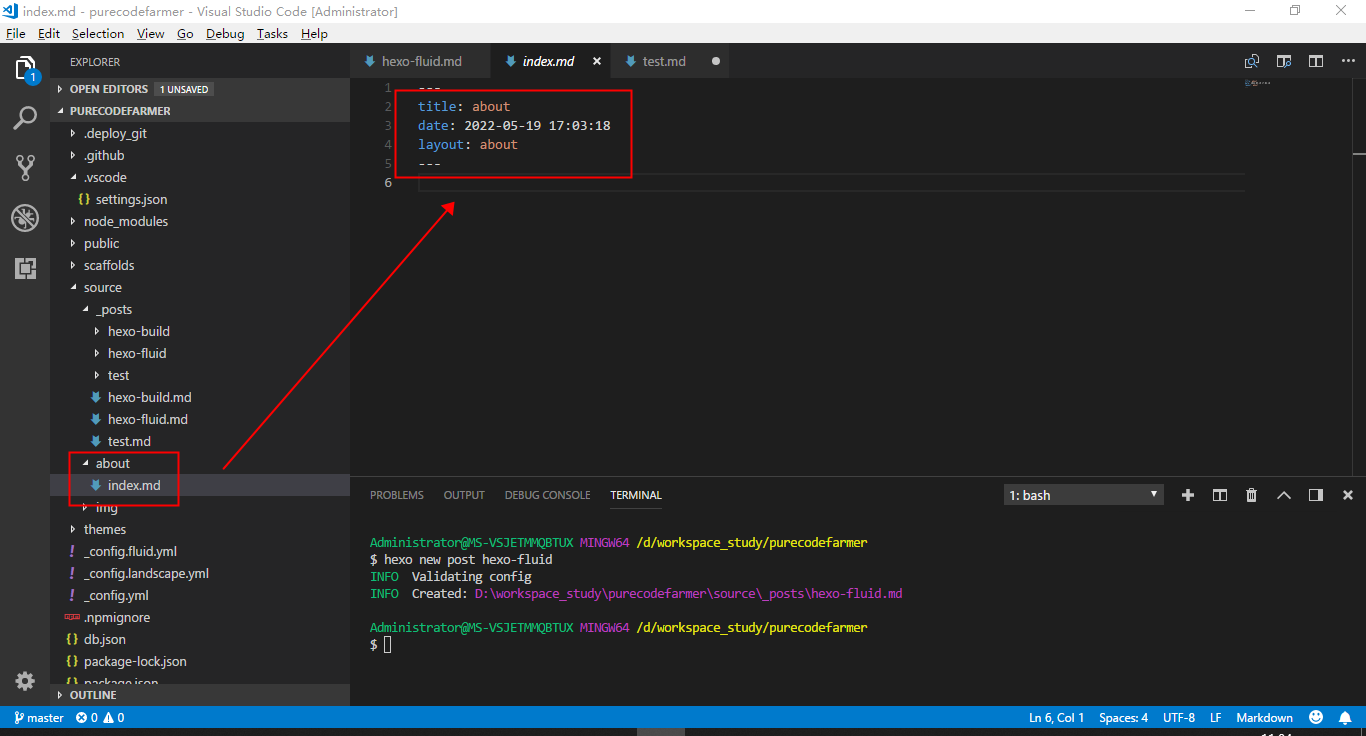 index.md - purecodefarmer - Visual Studio Code [Administrator]
File Edit Selection View Go Debug Tasks Help
1
EXPLORER
OPEN EDITORS 1 UNSAVED
PURECODEFARMER
.deploy_git
.github
.vscode
{} settings.json
node_modules
public
scaffolds
source
_posts
hexo-build
hexo-fluid
test
hexo-build.md
hexo-fluid.md
test.md
about
index.md
img
themes
! _config.fluid.yml
! _config.landscape.yml
! _config.yml
.npmignore
{} db.json
{} package-lock.json
{} package.json
OUTLINE
hexo-fluid.md index.md × test.md ●
1 ---
2 title: about
3 date: 2022-05-19 17:03:18
4 layout: about
5 ---
6
PROBLEMS OUTPUT DEBUG CONSOLE TERMINAL 1: bash
Administrator@MS-VSJETMMQBTUX MINGW64 /d/workspace_study/purecodefarmer
$ hexo new post hexo-fluid
INFO Validating config
INFO Created: D:\workspace_study\purecodefarmer\source\_posts\hexo-fluid.md
Administrator@MS-VSJETMMQBTUX MINGW64 /d/workspace_study/purecodefarmer
$
master 0 0 Ln 6, Col 1 Spaces: 4 UTF-8 LF Markdown